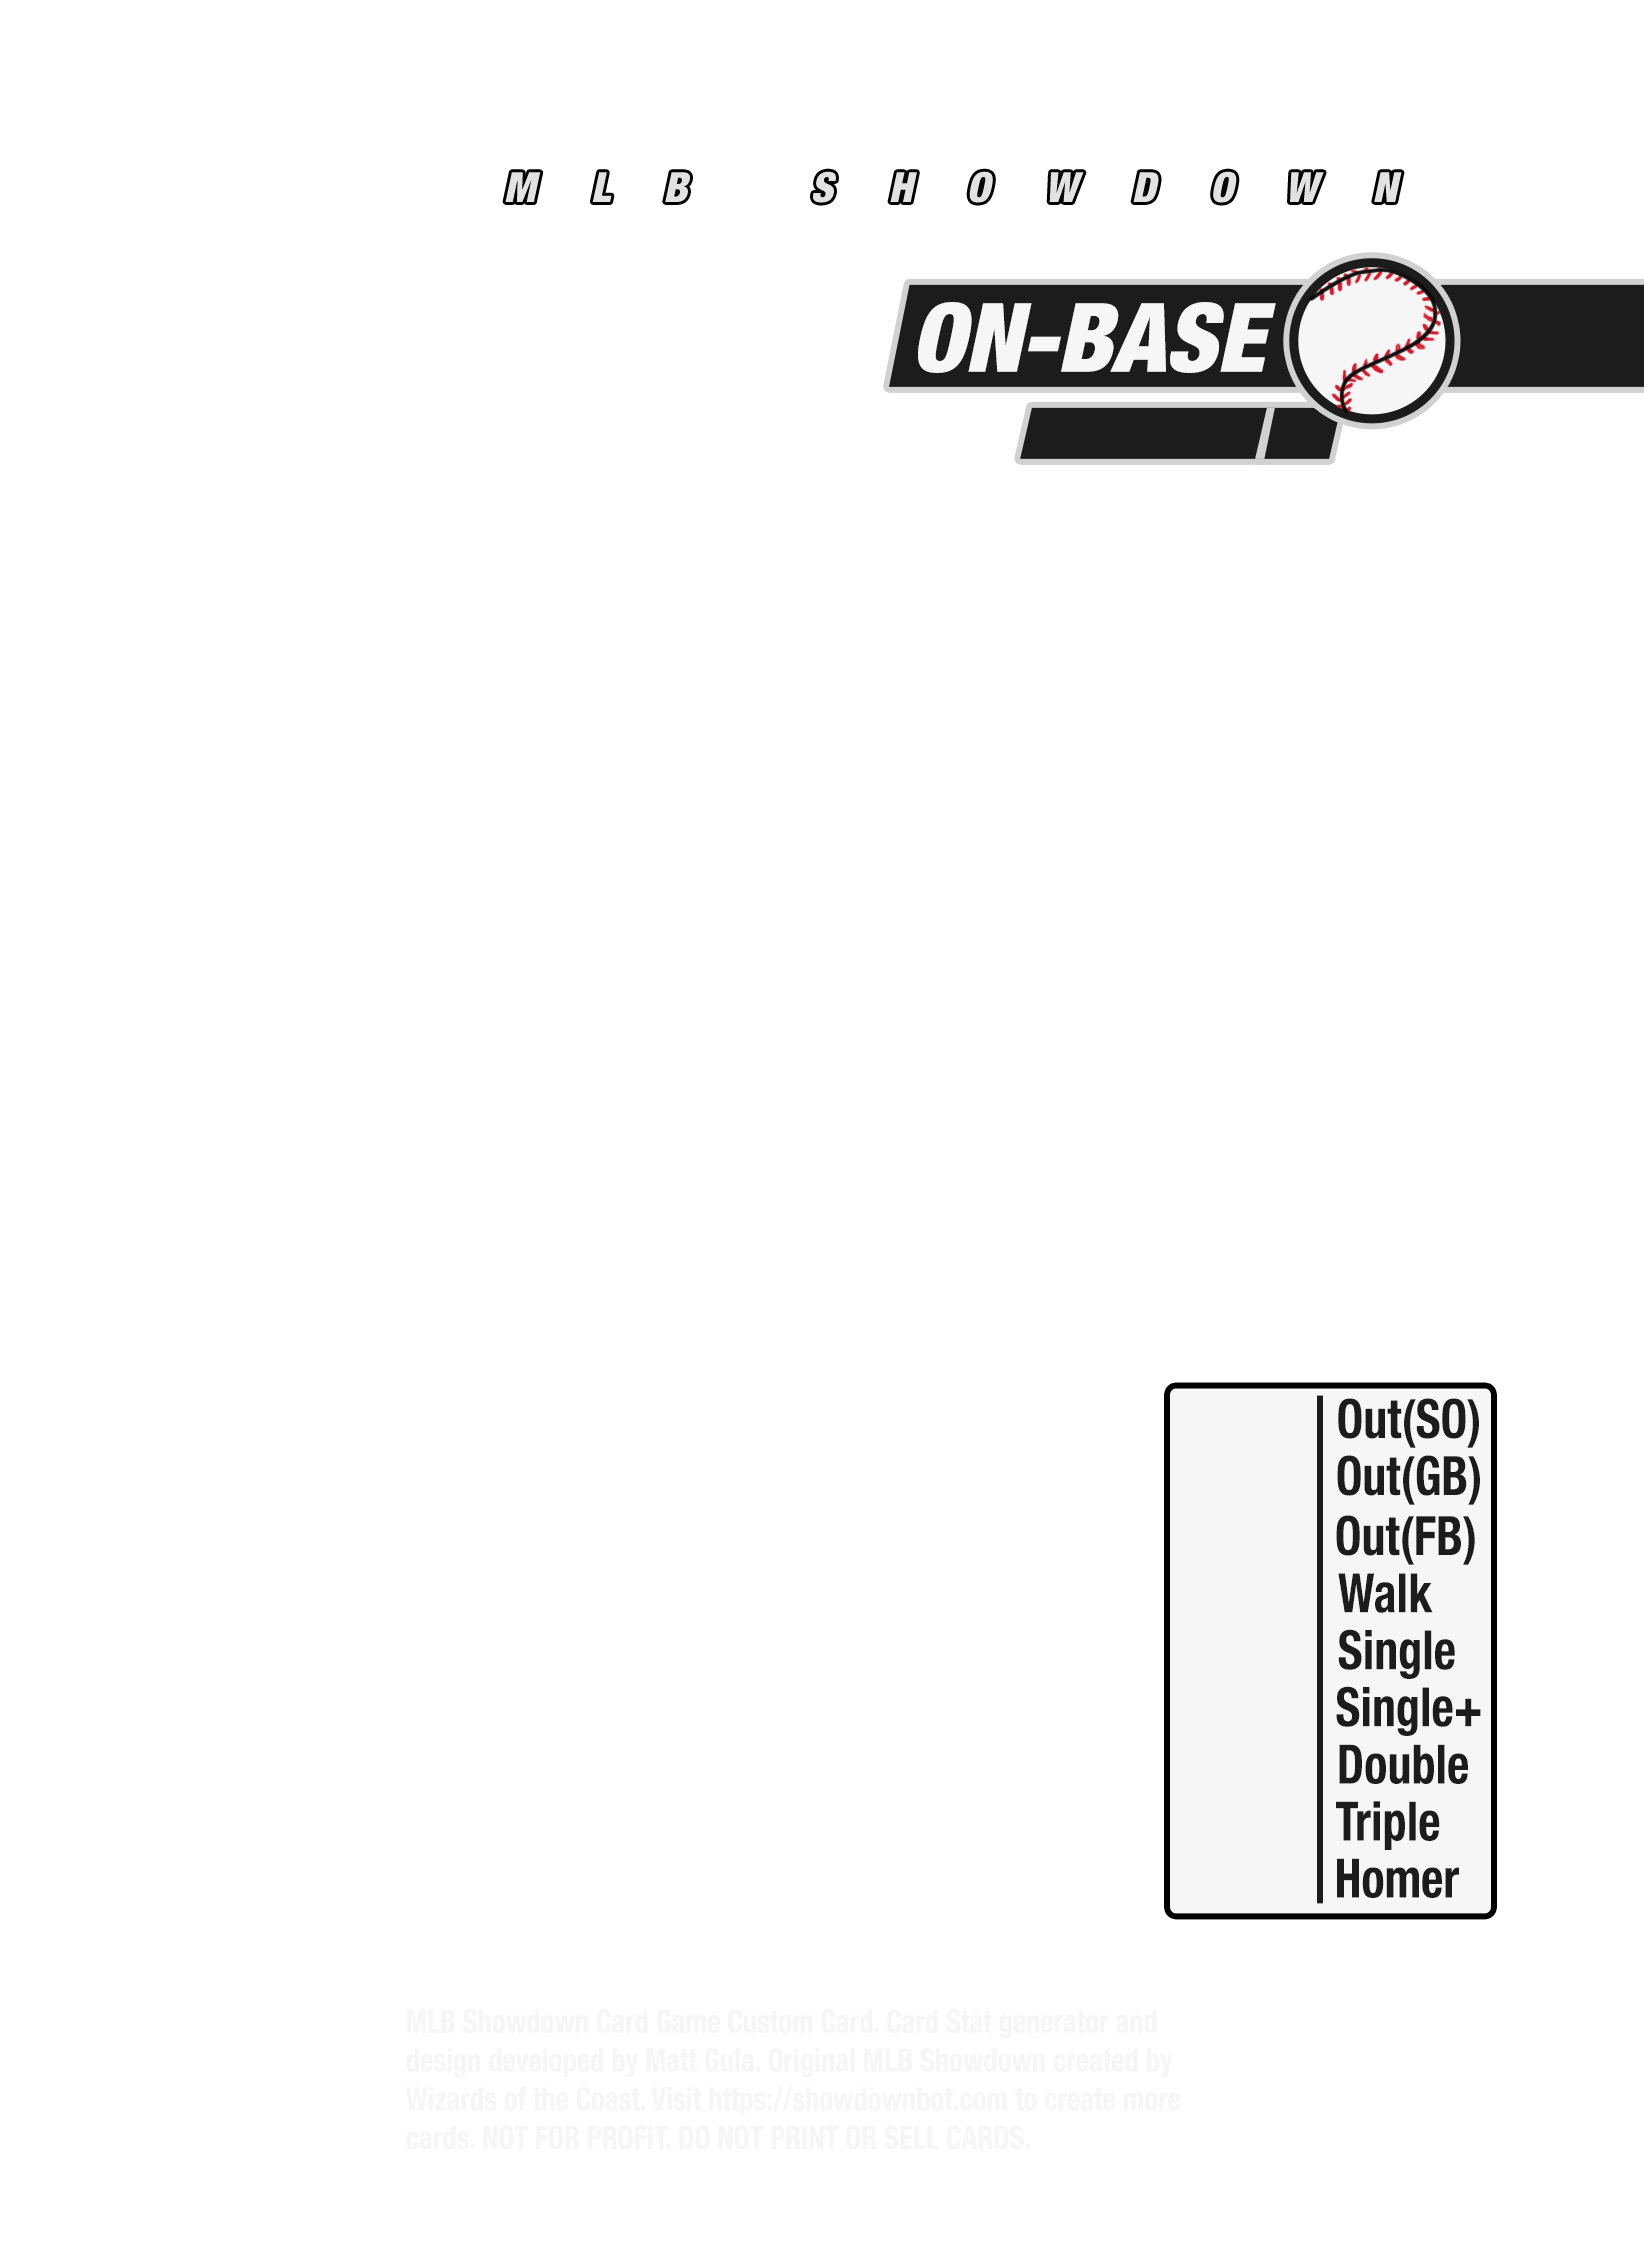 MLB SHOWDOWN
ON-BASE
Out(SO)
Out(GB)
Out(FB)
Walk
Single
Single+
Double
Triple
Homer
MLB Showdown Card Game Custom Card. Card Stat generator and
design developed by Matt Gula. Original MLB Showdown created by
Wizards of the Coast. Visit https://showdownbot.com to create more
cards. NOT FOR PROFIT. DO NOT PRINT OR SELL CARDS.